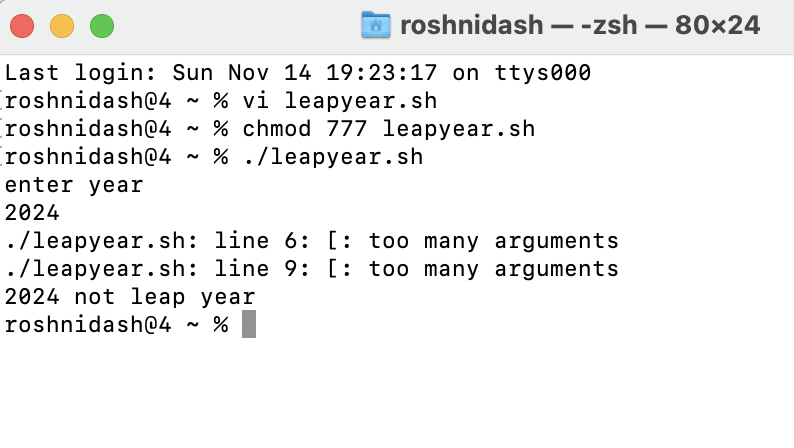 roshnidash — -zsh — 80×24
Last login: Sun Nov 14 19:23:17 on ttys000
[roshnidash@4 ~ % vi leapyear.sh
[roshnidash@4 ~ % chmod 777 leapyear.sh
[roshnidash@4 ~ % ./leapyear.sh
enter year
2024
./leapyear.sh: line 6: [: too many arguments
./leapyear.sh: line 9: [: too many arguments
2024 not leap year
roshnidash@4 ~ %